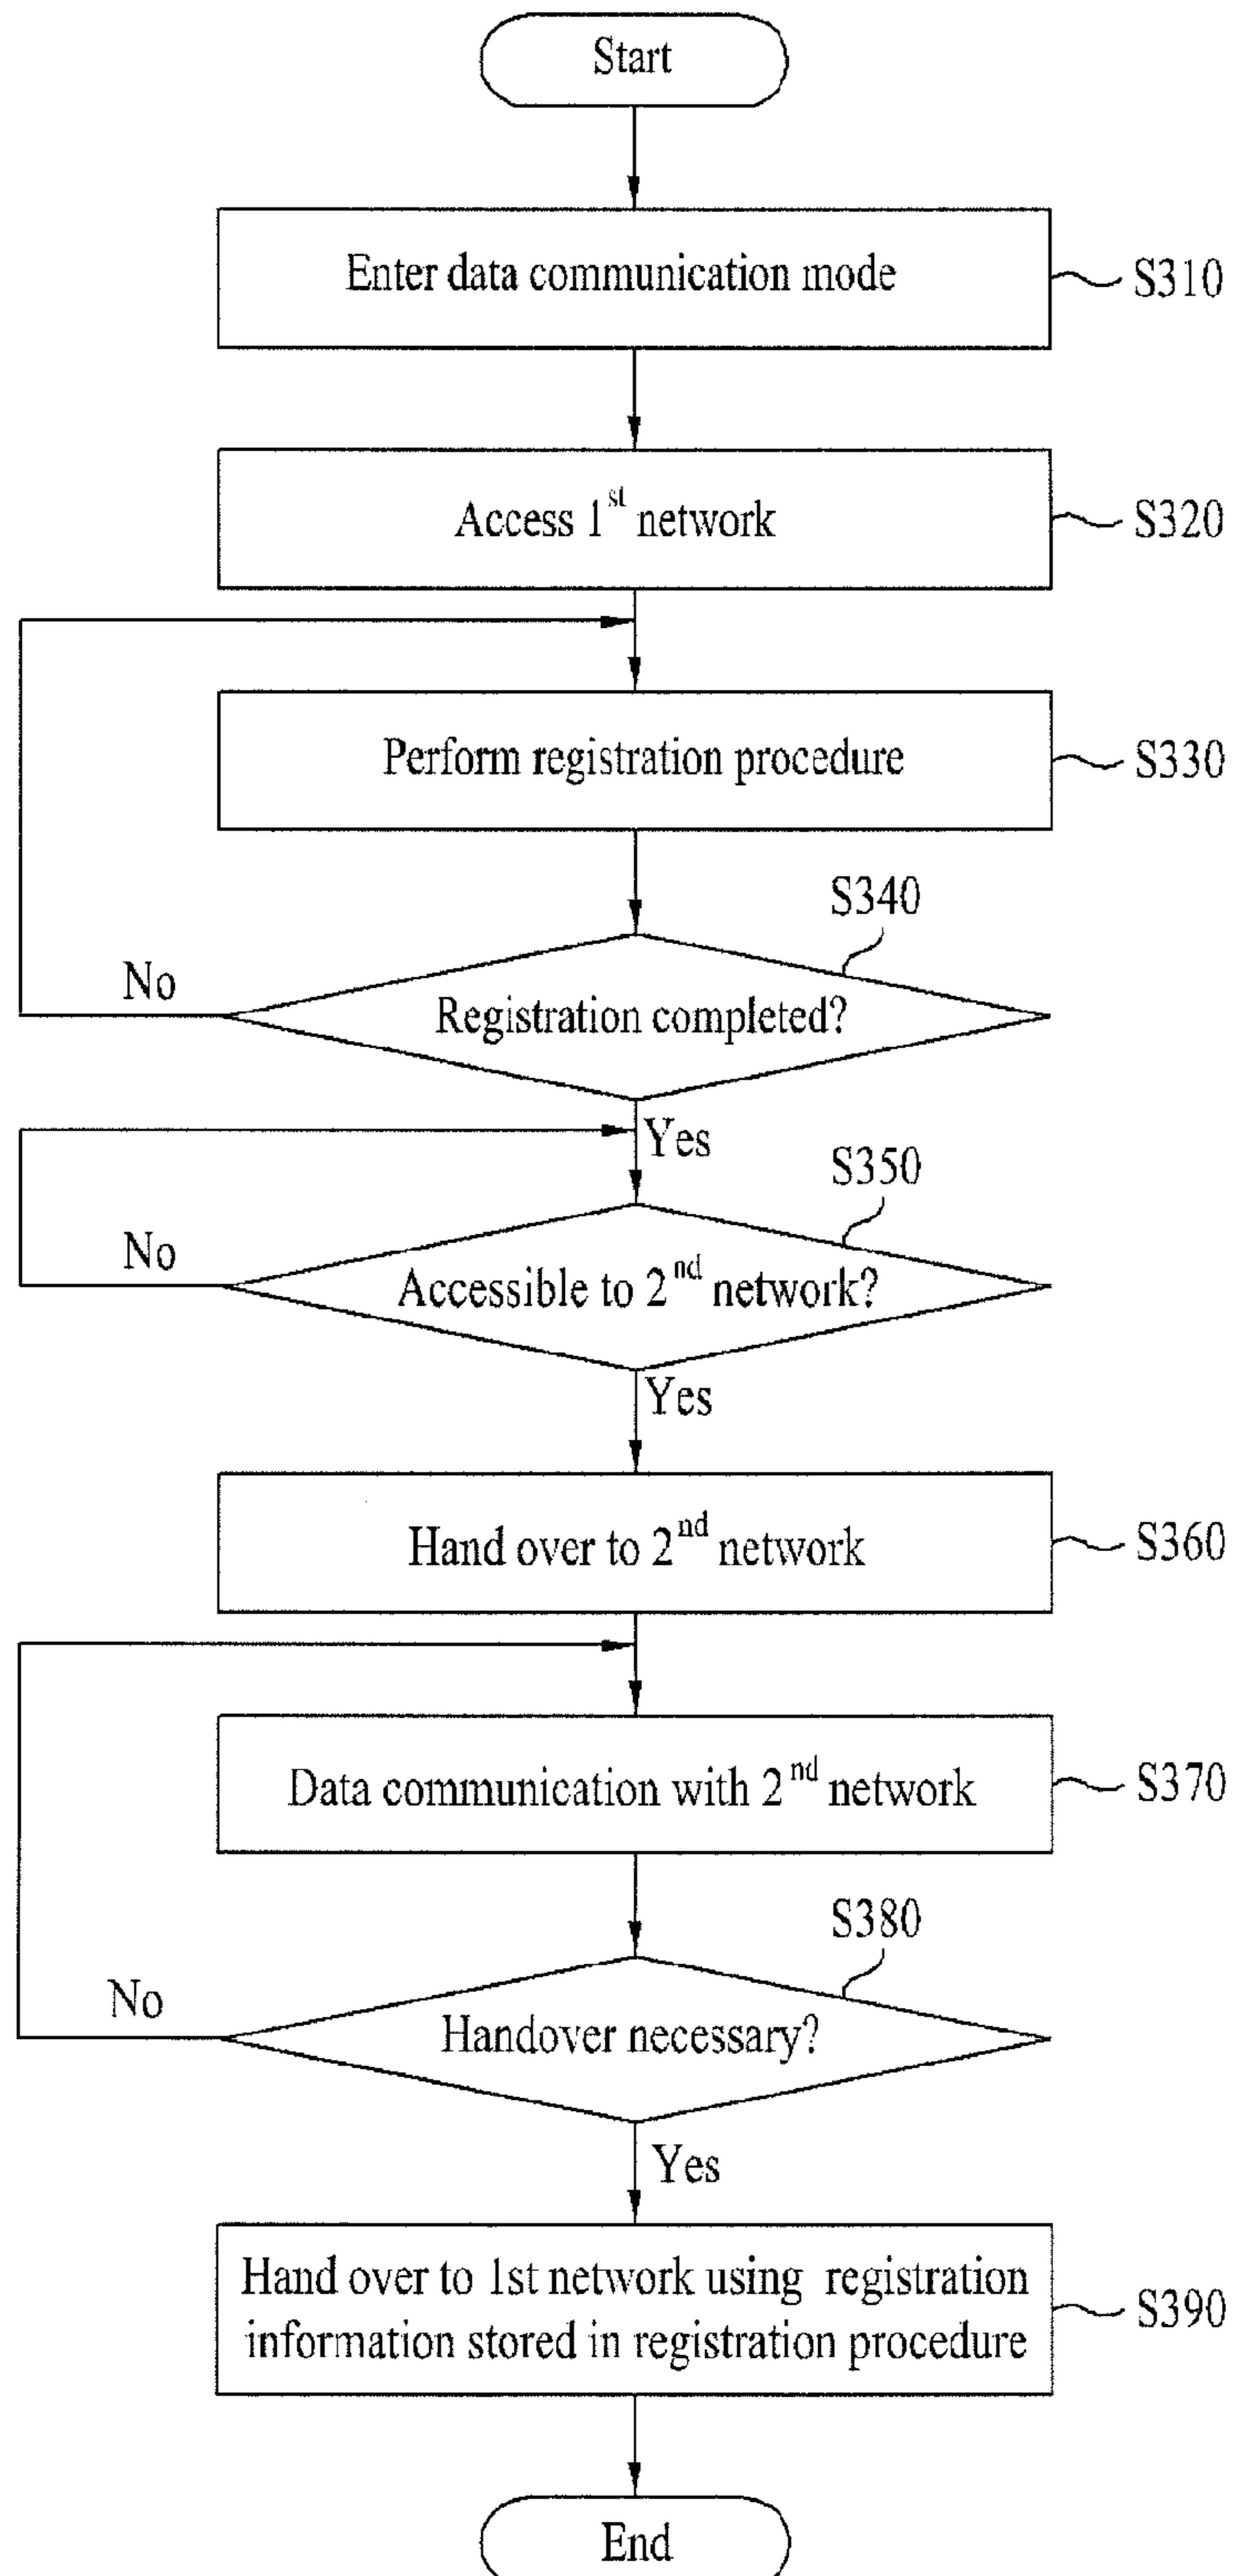 Start
Enter data communication mode
S310
Access 1st network
S320
Perform registration procedure
S330
S340
No
Registration completed?
Yes
S350
No
Accessible to 2nd network?
Yes
Hand over to 2nd network
S360
Data communication with 2nd network
S370
S380
No
Handover necessary?
Yes
Hand over to 1st network using registration
information stored in registration procedure
S390
End